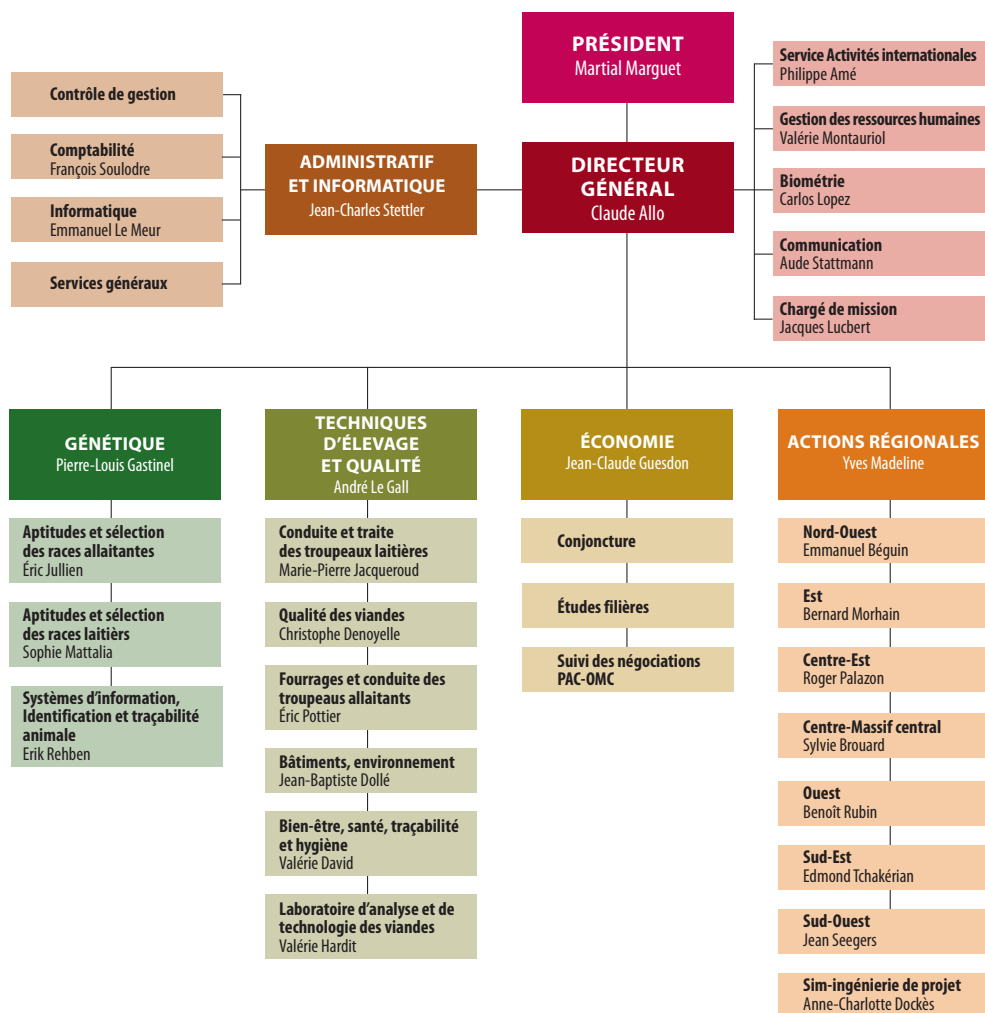 PRÉSIDENT
Martial Marguet
DIRECTEUR
GÉNÉRAL
Claude Allo
ADMINISTRATIF
ET INFORMATIQUE
Jean-Charles Stettler
Contrôle de gestion
Comptabilité
François Soulodre
Informatique
Emmanuel Le Meur
Services généraux
Service Activités internationales
Philippe Amé
Gestion des ressources humaines
Valérie Montauriol
Biométrie
Carlos Lopez
Communication
Aude Stattmann
Chargé de mission
Jacques Lucbert
GÉNÉTIQUE
Pierre-Louis Gastinel
Aptitudes et sélection
des races allaitantes
Éric Jullien
Aptitudes et sélection
des races laitièrs
Sophie Mattalia
Systèmes d'information,
Identification et traçabilité
animale
Erik Rehben
TECHNIQUES
D'ÉLEVAGE
ET QUALITÉ
André Le Gall
Conduite et traite
des troupeaux laitières
Marie-Pierre Jacqueroud
Qualité des viandes
Christophe Denoyelle
Fourrages et conduite des
troupeaus allaitants
Éric Pottier
Bâtiments, environnement
Jean-Baptiste Dollé
Bien-être, santé, traçabilité
et hygiène
Valérie David
Laboratoire d'analyse et de
technologie des viandes
Valérie Hardit
ÉCONOMIE
Jean-Claude Guesdon
Conjoncture
Études filières
Suivi des négociations
PAC-OMC
ACTIONS RÉGIONALES
Yves Madeline
Nord-Ouest
Emmanuel Béguin
Est
Bernard Morhain
Centre-Est
Roger Palazon
Centre-Massif central
Sylvie Brouard
Ouest
Benoît Rubin
Sud-Est
Edmond Tchakérian
Sud-Ouest
Jean Seegers
Sim-ingénierie de projet
Anne-Charlotte Dockès